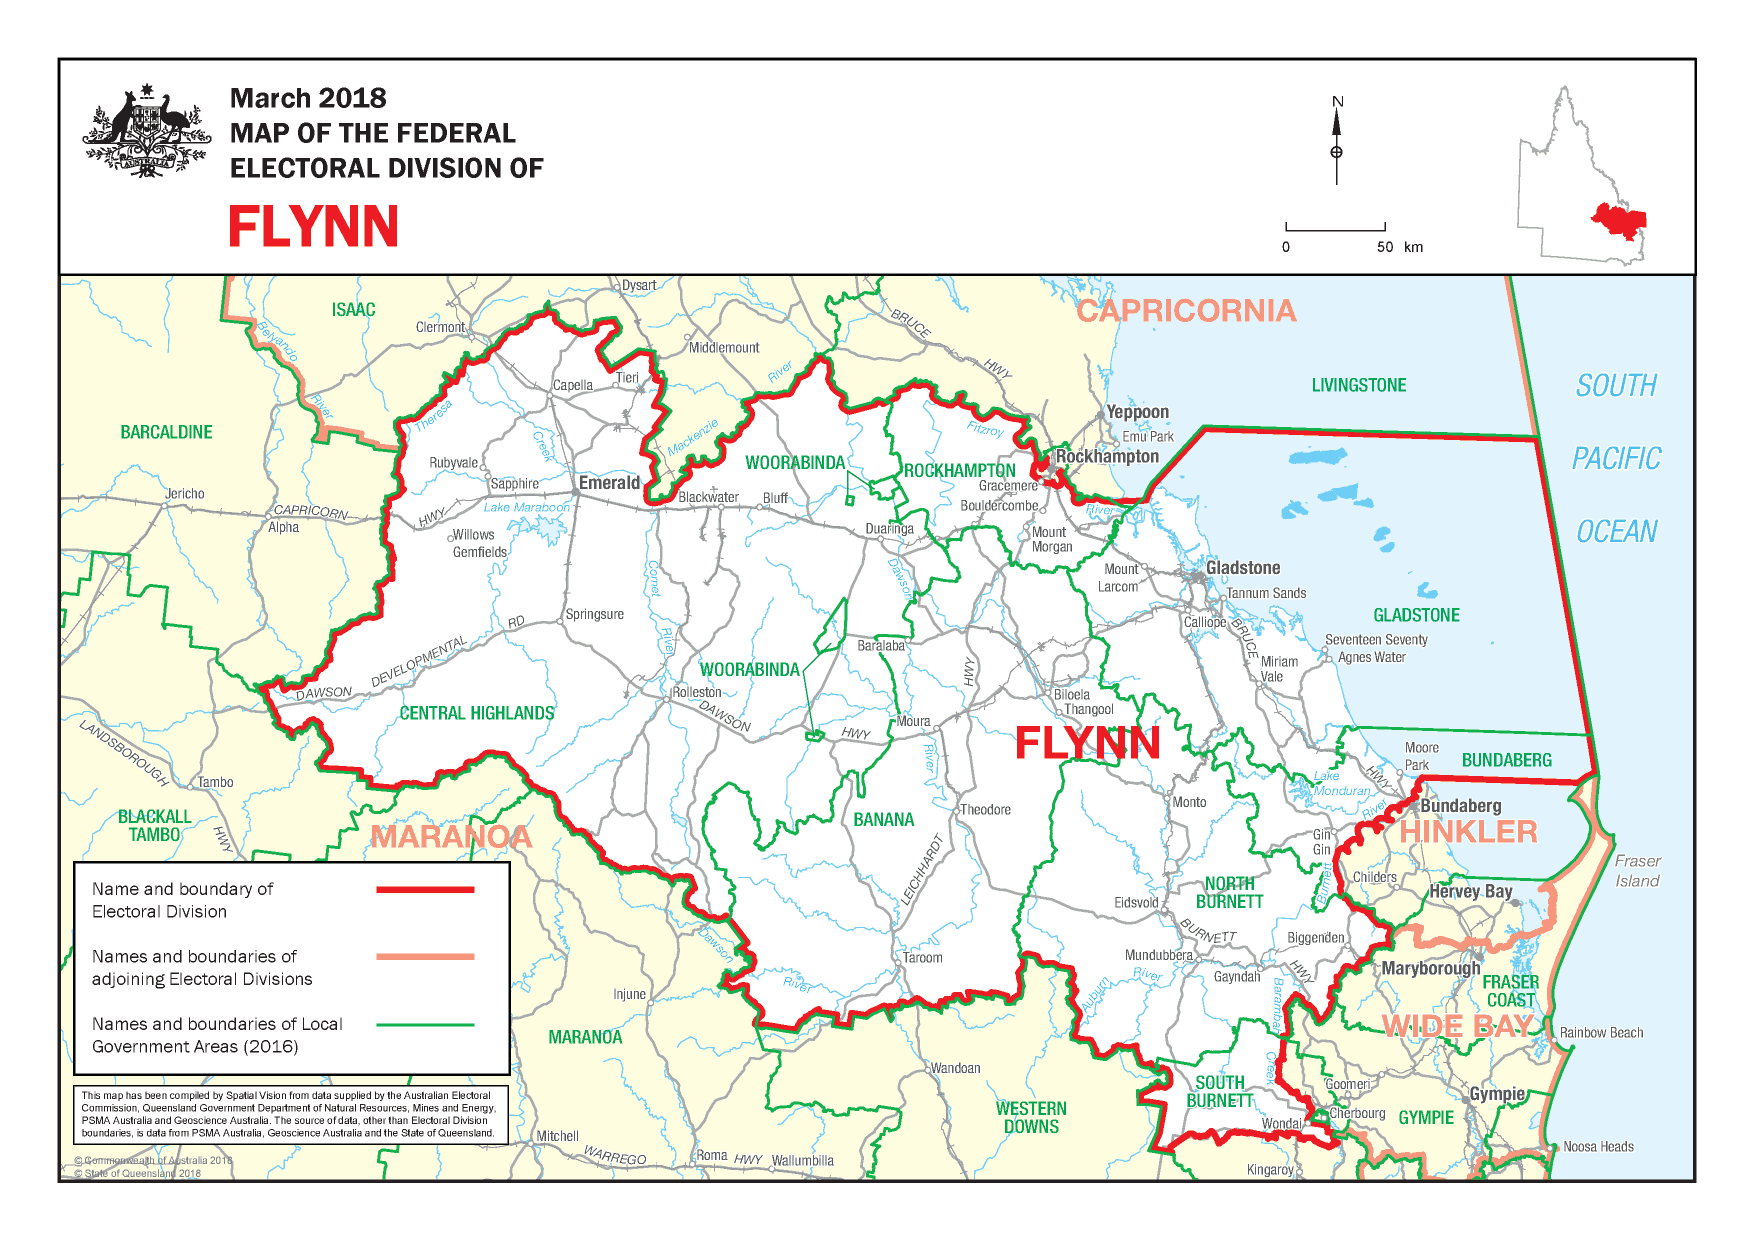 March 2018
MAP OF THE FEDERAL
ELECTORAL DIVISION OF
FLYNN
AUSTRALIA
N
0 50 km
ISAAC
Dysart
Clermont
Belyando
River
Middlemount
River
BRUCE
HWY
CAPRICORNIA
LIVINGSTONE
SOUTH
PACIFIC
OCEAN
Capella
Tieri
Theresa
Creek
Mackenzie
Fitzroy
Yeppoon
Emu Park
Rockhampton
BARCALDINE
Rubyvale
Sapphire
Emerald
WOORABINDA
ROCKHAMPTON
Gracemere
Bouldercombe
River
Jericho
CAPRICORN
HWY
Alpha
Lake Maraboon
Blackwater
Bluff
Willows
Gemfields
Duaringa
Mount
Morgan
Dawson
Comet
River
Mount
Larcom
Gladstone
Tannum Sands
Calliope
BRUCE
HWY
GLADSTONE
Springsure
DAWSON
DEVELOPMENTAL
RD
Baralaba
WOORABINDA
HWY
Seventeen Seventy
Agnes Water
Miriam
Vale
Rolleston
DAWSON
HWY
CENTRAL HIGHLANDS
Biloela
Thangool
Moura
River
FLYNN
LANDSBOROUGH
HWY
Tambo
BLACKALL
TAMBO
MARANOA
BANANA
Theodore
LEICHHARDT
Monto
Lake
Monduran
HWY
River
Moore
Park
BUNDABERG
Bundaberg
HINKLER
Gin
Gin
Burnett
Childers
Hervey Bay
Fraser
Island
NORTH
BURNETT
Eidsvold
BURNETT
HWY
Biggenden
Mundubbera
Gayndah
River
Auburn
Barambah
Creek
Maryborough
FRASER
COAST
WIDE BAY
Rainbow Beach
Dawson
River
Taroom
Injune
MARANOA
Wandoan
WESTERN
DOWNS
SOUTH
BURNETT
Goomeri
Cherbourg
Wondai
Gympie
GYMPIE
Noosa Heads
Kingaroy
Mitchell
WARREGO
Roma
HWY
Wallumbilla
Name and boundary of
Electoral Division
Names and boundaries of
adjoining Electoral Divisions
Names and boundaries of Local
Government Areas (2016)
This map has been compiled by Spatial Vision from data supplied by the Australian Electoral
Commission, Queensland Government Department of Natural Resources, Mines and Energy,
PSMA Australia and Geoscience Australia. The source of data, other than Electoral Division
boundaries, is data from PSMA Australia, Geoscience Australia and the State of Queensland.
© Commonwealth of Australia 2018
© State of Queensland 2018